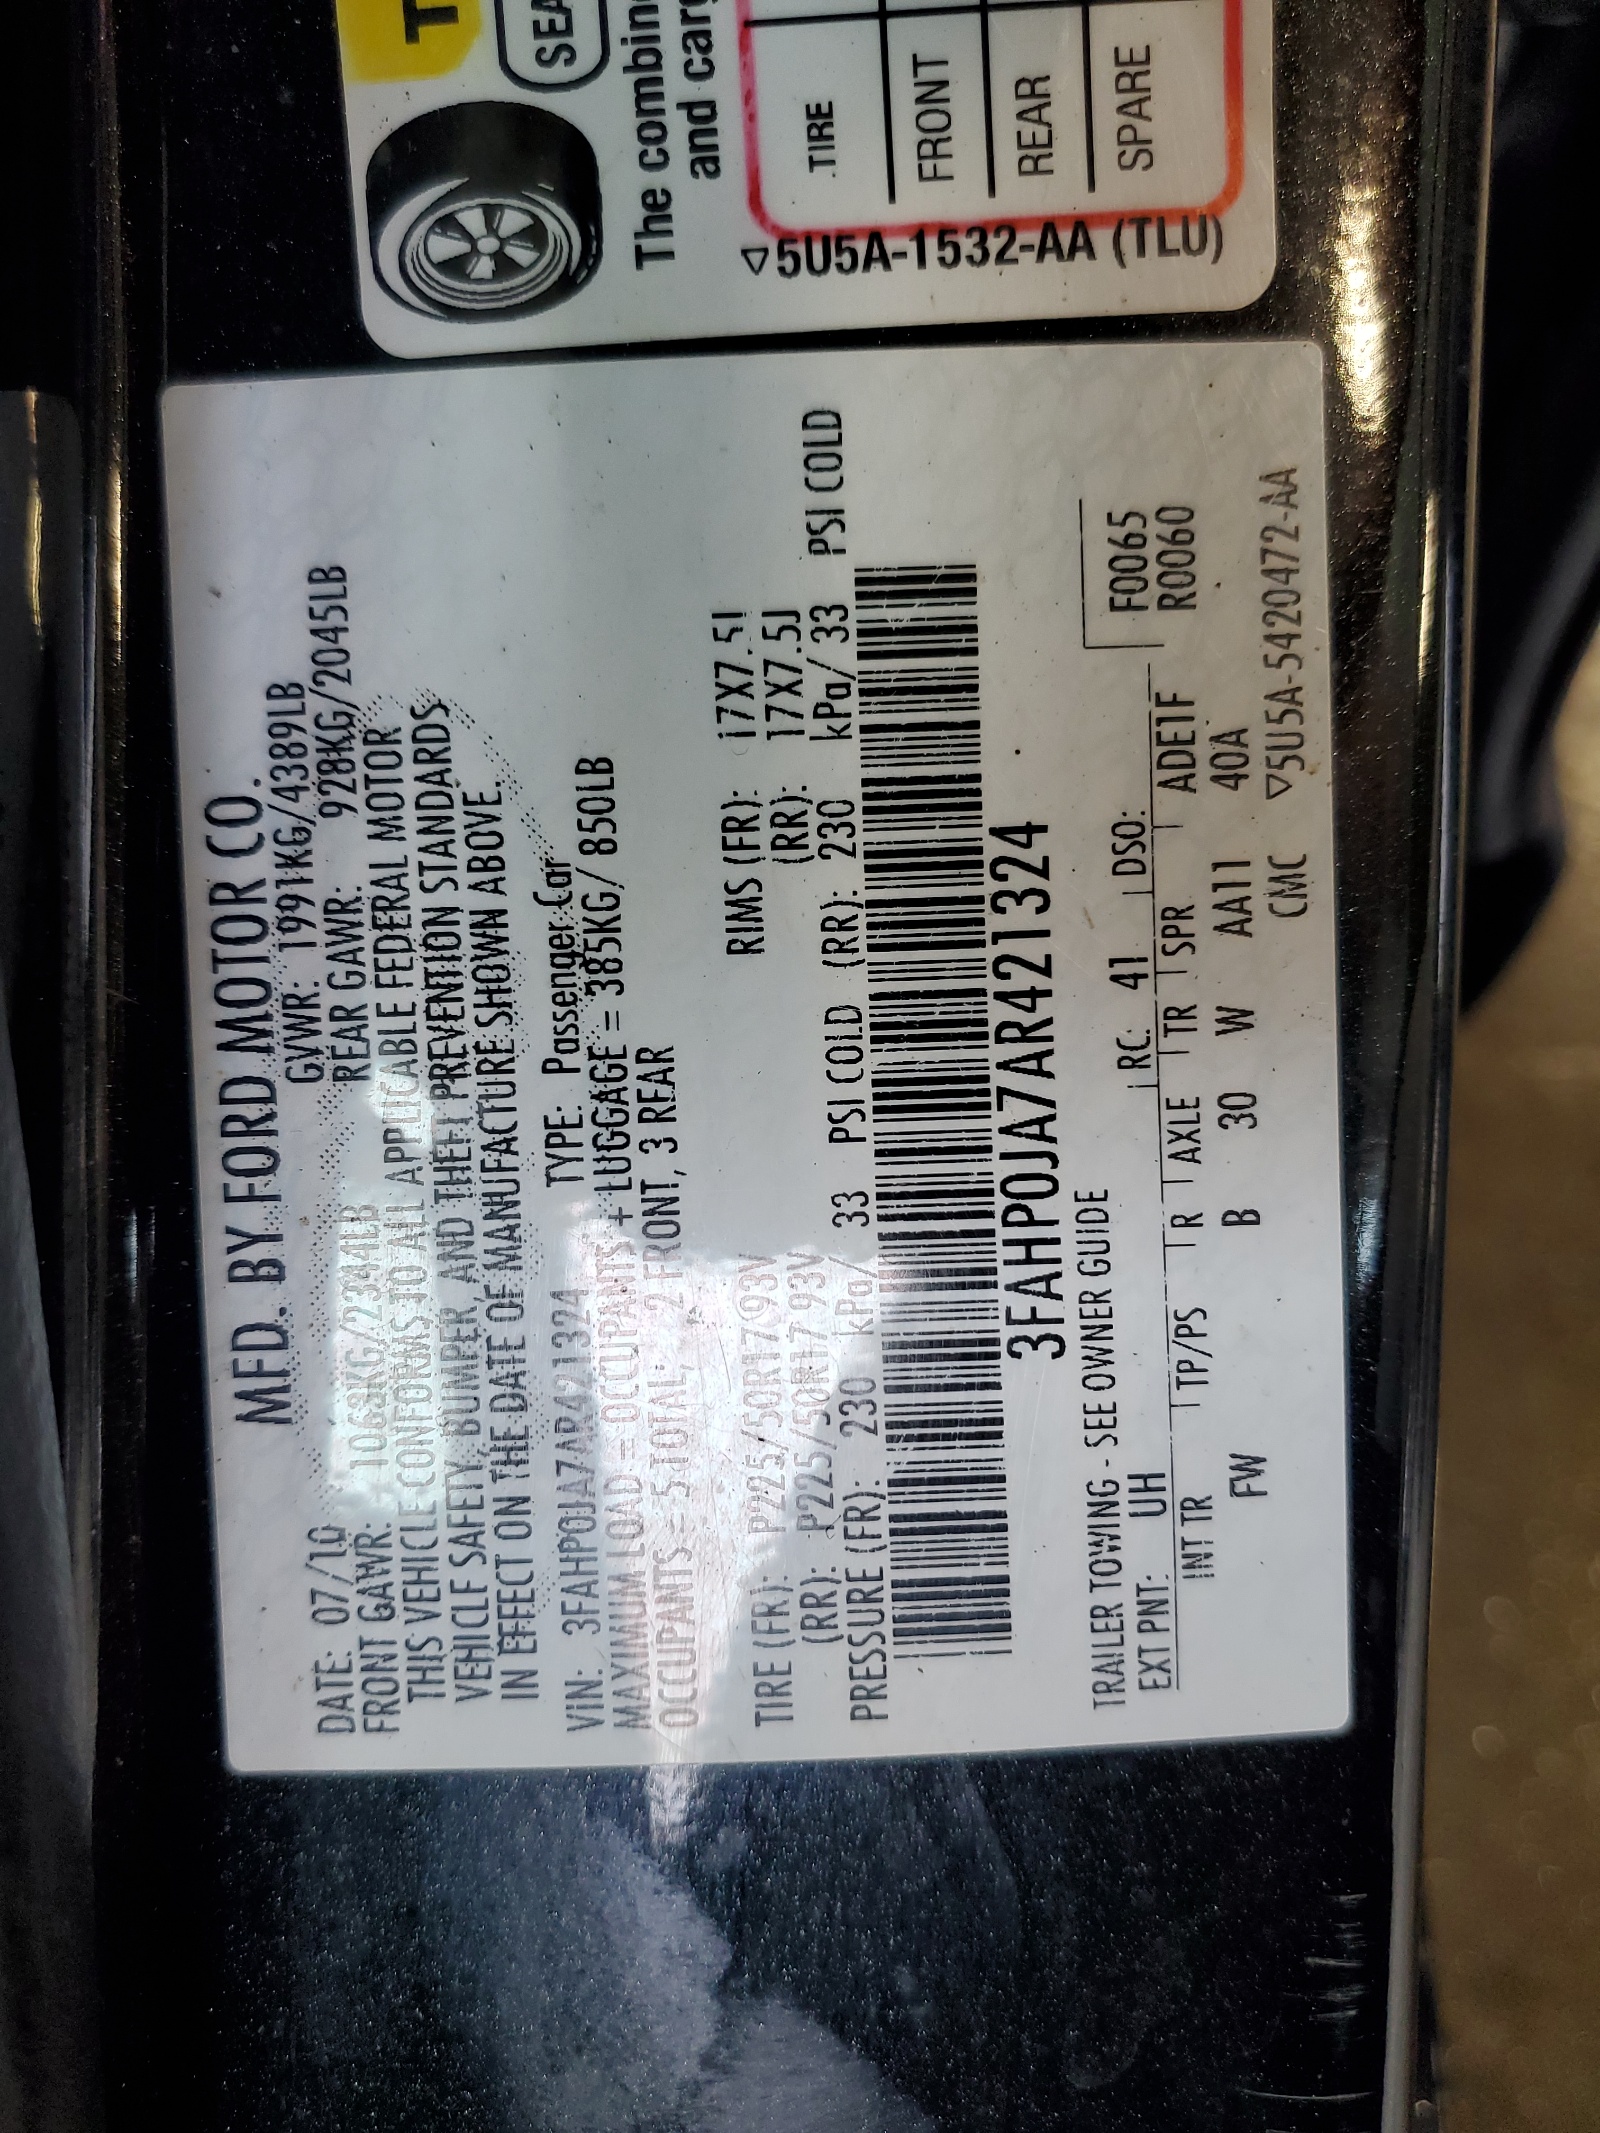 MFD. BY FORD MOTOR CO.
DATE: 07/10 GVWR: 1991KG/4389LB
FRONT GAWR: 1063KG/2344LB REAR GAWR: 928KG/2045LB
THIS VEHICLE CONFORMS TO ALL APPLICABLE FEDERAL MOTOR
VEHICLE SAFETY, BUMPER, AND THEFT PREVENTION STANDARDS
IN EFFECT ON THE DATE OF MANUFACTURE SHOWN ABOVE.
VIN: 3FAHP0JA7AR421324 TYPE: Passenger Car
MAXIMUM LOAD = OCCUPANTS + LUGGAGE = 385KG/ 850LB
OCCUPANTS = 5 TOTAL, 2 FRONT, 3 REAR
TIRE (FR): P225/50R17 93V RIMS (FR): 17X7.5J
(RR): P225/50R17 93V (RR): 17X7.5J
PRESSURE (FR): 230 kPa/ 33 PSI COLD (RR): 230 kPa/ 33 PSI COLD
3FAHP0JA7AR421324
TRAILER TOWING - SEE OWNER GUIDE
EXT PNT: UH RC: 41 DSO: F0065
R0060
INT TR TP/PS R AXLE TR SPR ADE1F
FW B 30 W AA11 40A
CMC ▽5U5A-5420472-AA
T
SEA
The combin
and carg
TIRE
FRONT
REAR
SPARE
▽5U5A-1532-AA (TLU)